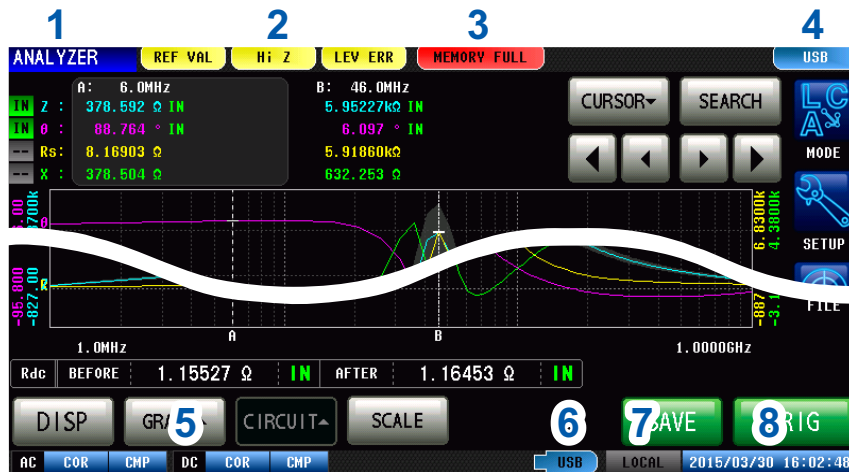 1 2 3 4
ANALYZER REF VAL Hi Z LEV ERR MEMORY FULL USB
A: 6.0MHz B: 46.0MHz
IN Z : 378.592 Ω IN 5.95227kΩ IN
IN θ : 88.764 ° IN 6.097 ° IN
-- Rs: 8.16903 Ω 5.91860kΩ
-- X : 378.504 Ω 632.253 Ω
CURSOR▾ SEARCH
MODE
SETUP
FILE
A B
1.0MHz 1.0000GHz
Rdc BEFORE 1.15527 Ω IN AFTER 1.16453 Ω IN
DISP 5 CIRCUIT SCALE 6 7 8
AC COR CMP DC COR CMP USB LOCAL 2015/03/30 16:02:48